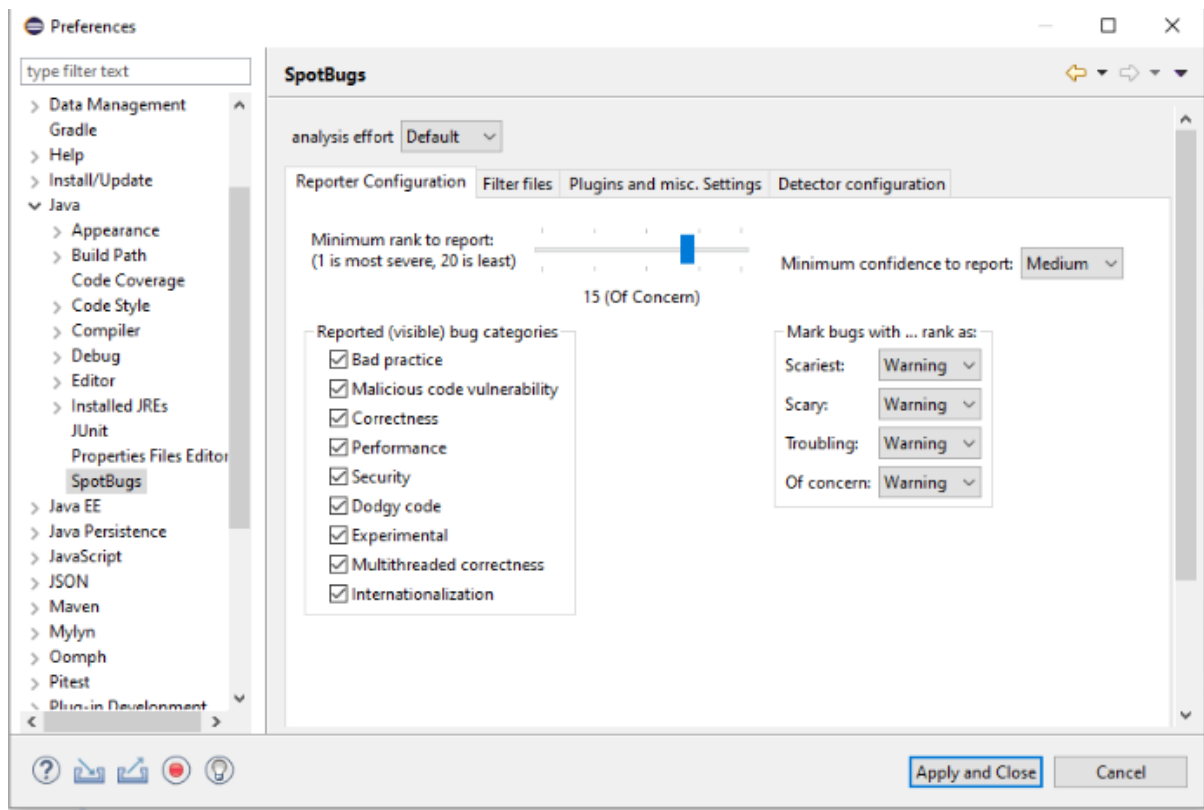 Preferences
type filter text
Data Management
Gradle
Help
Install/Update
Java
Appearance
Build Path
Code Coverage
Code Style
Compiler
Debug
Editor
Installed JREs
JUnit
Properties Files Editor
SpotBugs
Java EE
Java Persistence
JavaScript
JSON
Maven
Mylyn
Oomph
Pitest
Plug-in Development
SpotBugs
analysis effort Default
Reporter Configuration Filter files Plugins and misc. Settings Detector configuration
Minimum rank to report:
(1 is most severe, 20 is least)
15 (Of Concern)
Minimum confidence to report: Medium
Reported (visible) bug categories
Bad practice
Malicious code vulnerability
Correctness
Performance
Security
Dodgy code
Experimental
Multithreaded correctness
Internationalization
Mark bugs with ... rank as:
Scariest: Warning
Scary: Warning
Troubling: Warning
Of concern: Warning
Apply and Close Cancel